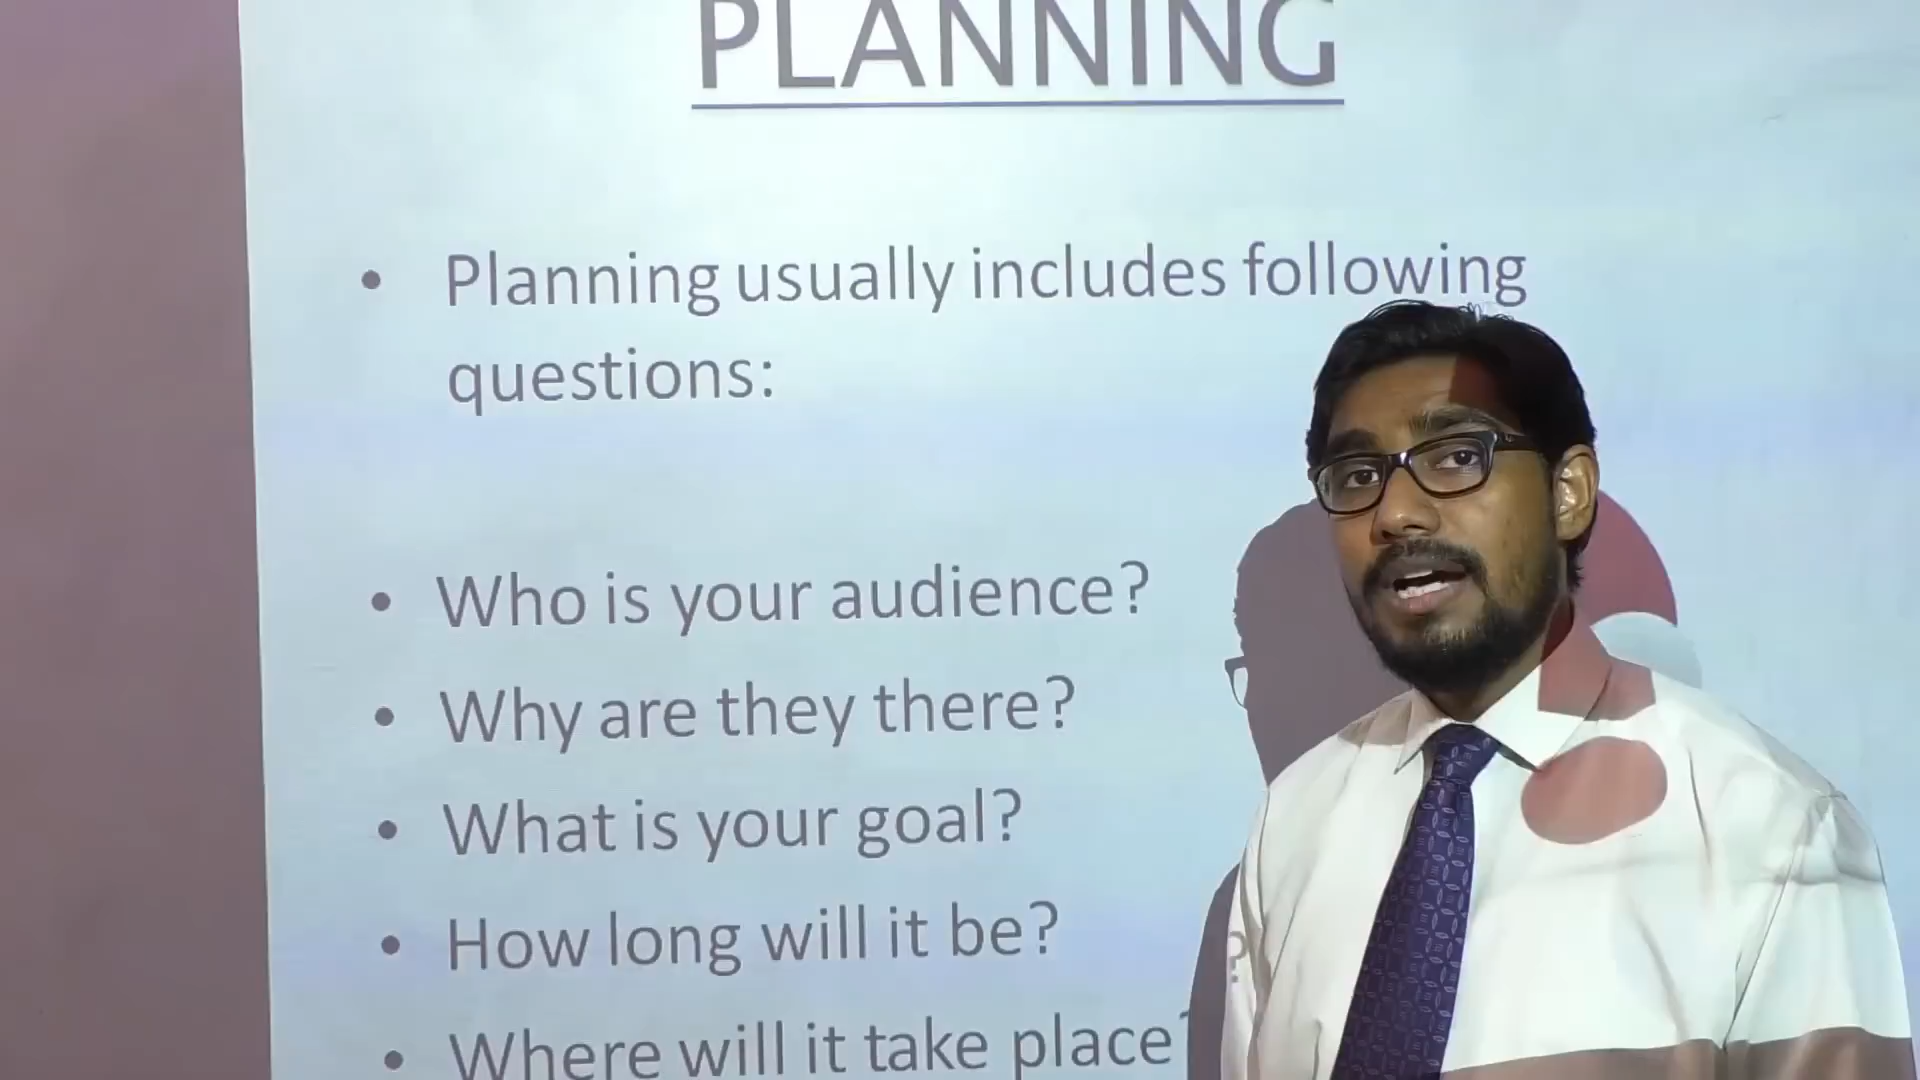 PLANNING
• Planning usually includes following
questions:
• Who is your audience?
• Why are they there?
• What is your goal?
• How long will it be?
• Where will it take place?
?